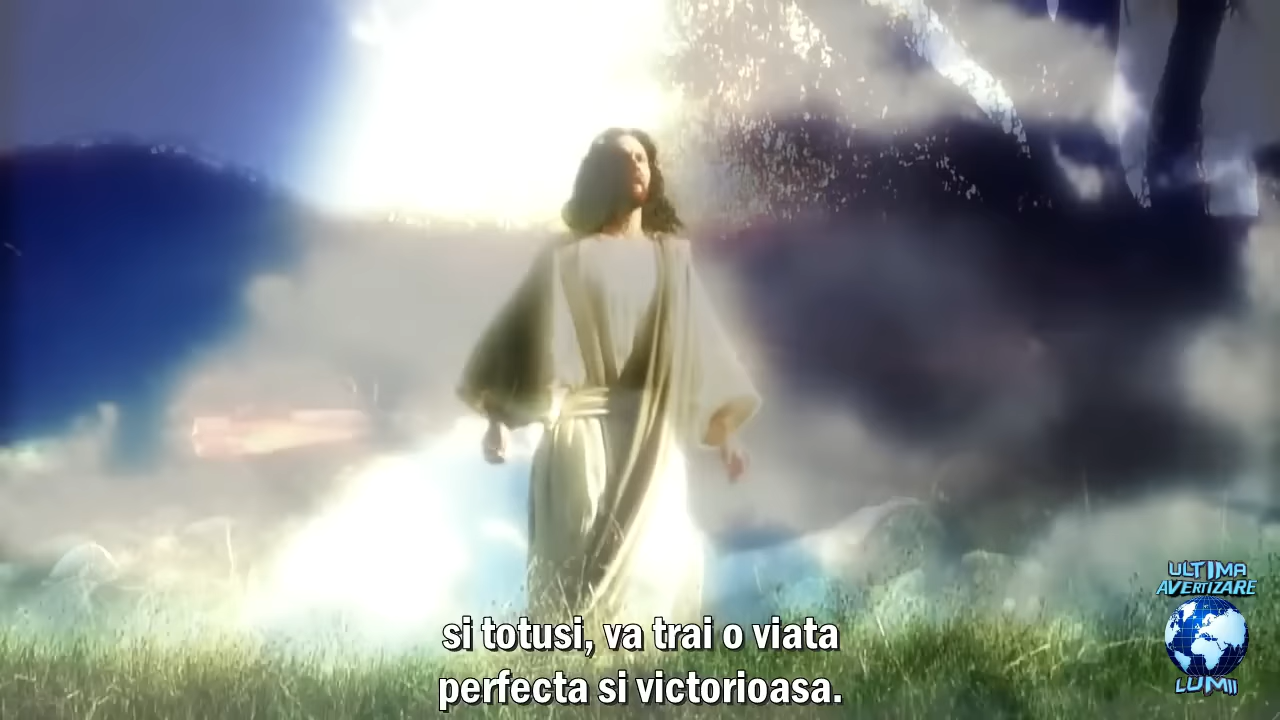 si totusi, va trai o viata
perfecta si victorioasa.
ULTIMA
AVERTIZARE
LUMII